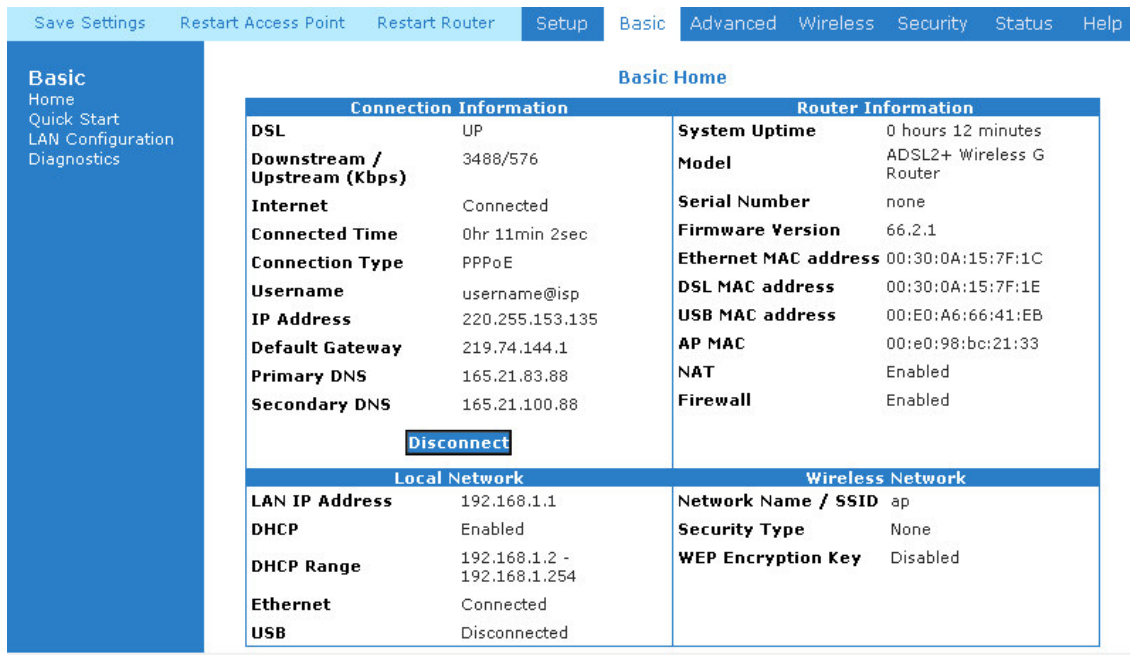 Save Settings Restart Access Point Restart Router Setup Basic Advanced Wireless Security Status Help
Basic
Home
Quick Start
LAN Configuration
Diagnostics
Basic Home
Connection Information
DSL UP
Downstream / Upstream (Kbps) 3488/576
Internet Connected
Connected Time 0hr 11min 2sec
Connection Type PPPoE
Username username@isp
IP Address 220.255.153.135
Default Gateway 219.74.144.1
Primary DNS 165.21.83.88
Secondary DNS 165.21.100.88
Disconnect
Router Information
System Uptime 0 hours 12 minutes
Model ADSL2+ Wireless G Router
Serial Number none
Firmware Version 66.2.1
Ethernet MAC address 00:30:0A:15:7F:1C
DSL MAC address 00:30:0A:15:7F:1E
USB MAC address 00:E0:A6:66:41:EB
AP MAC 00:e0:98:bc:21:33
NAT Enabled
Firewall Enabled
Local Network
LAN IP Address 192.168.1.1
DHCP Enabled
DHCP Range 192.168.1.2 - 192.168.1.254
Ethernet Connected
USB Disconnected
Wireless Network
Network Name / SSID ap
Security Type None
WEP Encryption Key Disabled